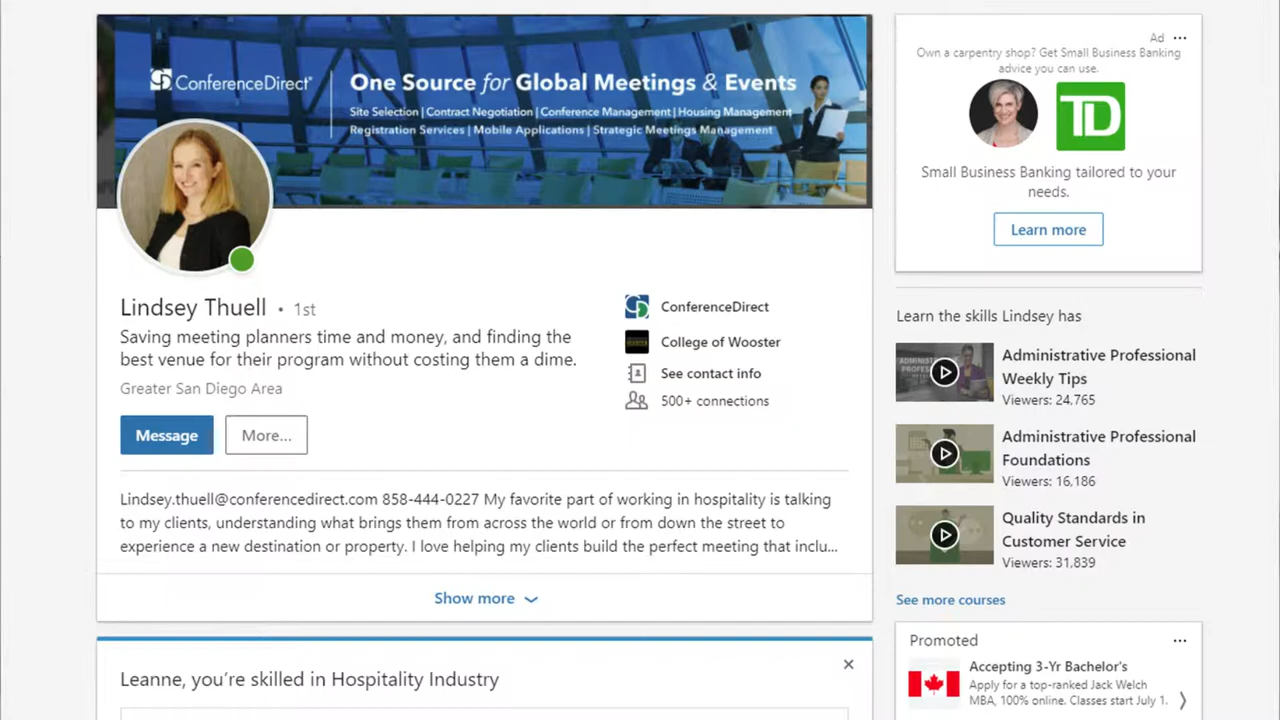 ConferenceDirect®
One Source for Global Meetings & Events
Site Selection | Contract Negotiation | Conference Management | Housing Management
Registration Services | Mobile Applications | Strategic Meetings Management
Lindsey Thuell • 1st
Saving meeting planners time and money, and finding the
best venue for their program without costing them a dime.
Greater San Diego Area
Message
More...
ConferenceDirect
College of Wooster
See contact info
500+ connections
Lindsey.thuell@conferencedirect.com 858-444-0227 My favorite part of working in hospitality is talking
to my clients, understanding what brings them from across the world or from down the street to
experience a new destination or property. I love helping my clients build the perfect meeting that inclu...
Show more
Leanne, you're skilled in Hospitality Industry
Ad
Own a carpentry shop? Get Small Business Banking
advice you can use.
TD
Small Business Banking tailored to your
needs.
Learn more
Learn the skills Lindsey has
Administrative Professional
Weekly Tips
Viewers: 24,765
Administrative Professional
Foundations
Viewers: 16,186
Quality Standards in
Customer Service
Viewers: 31,839
See more courses
Promoted
Accepting 3-Yr Bachelor's
Apply for a top-ranked Jack Welch
MBA, 100% online. Classes start July 1.